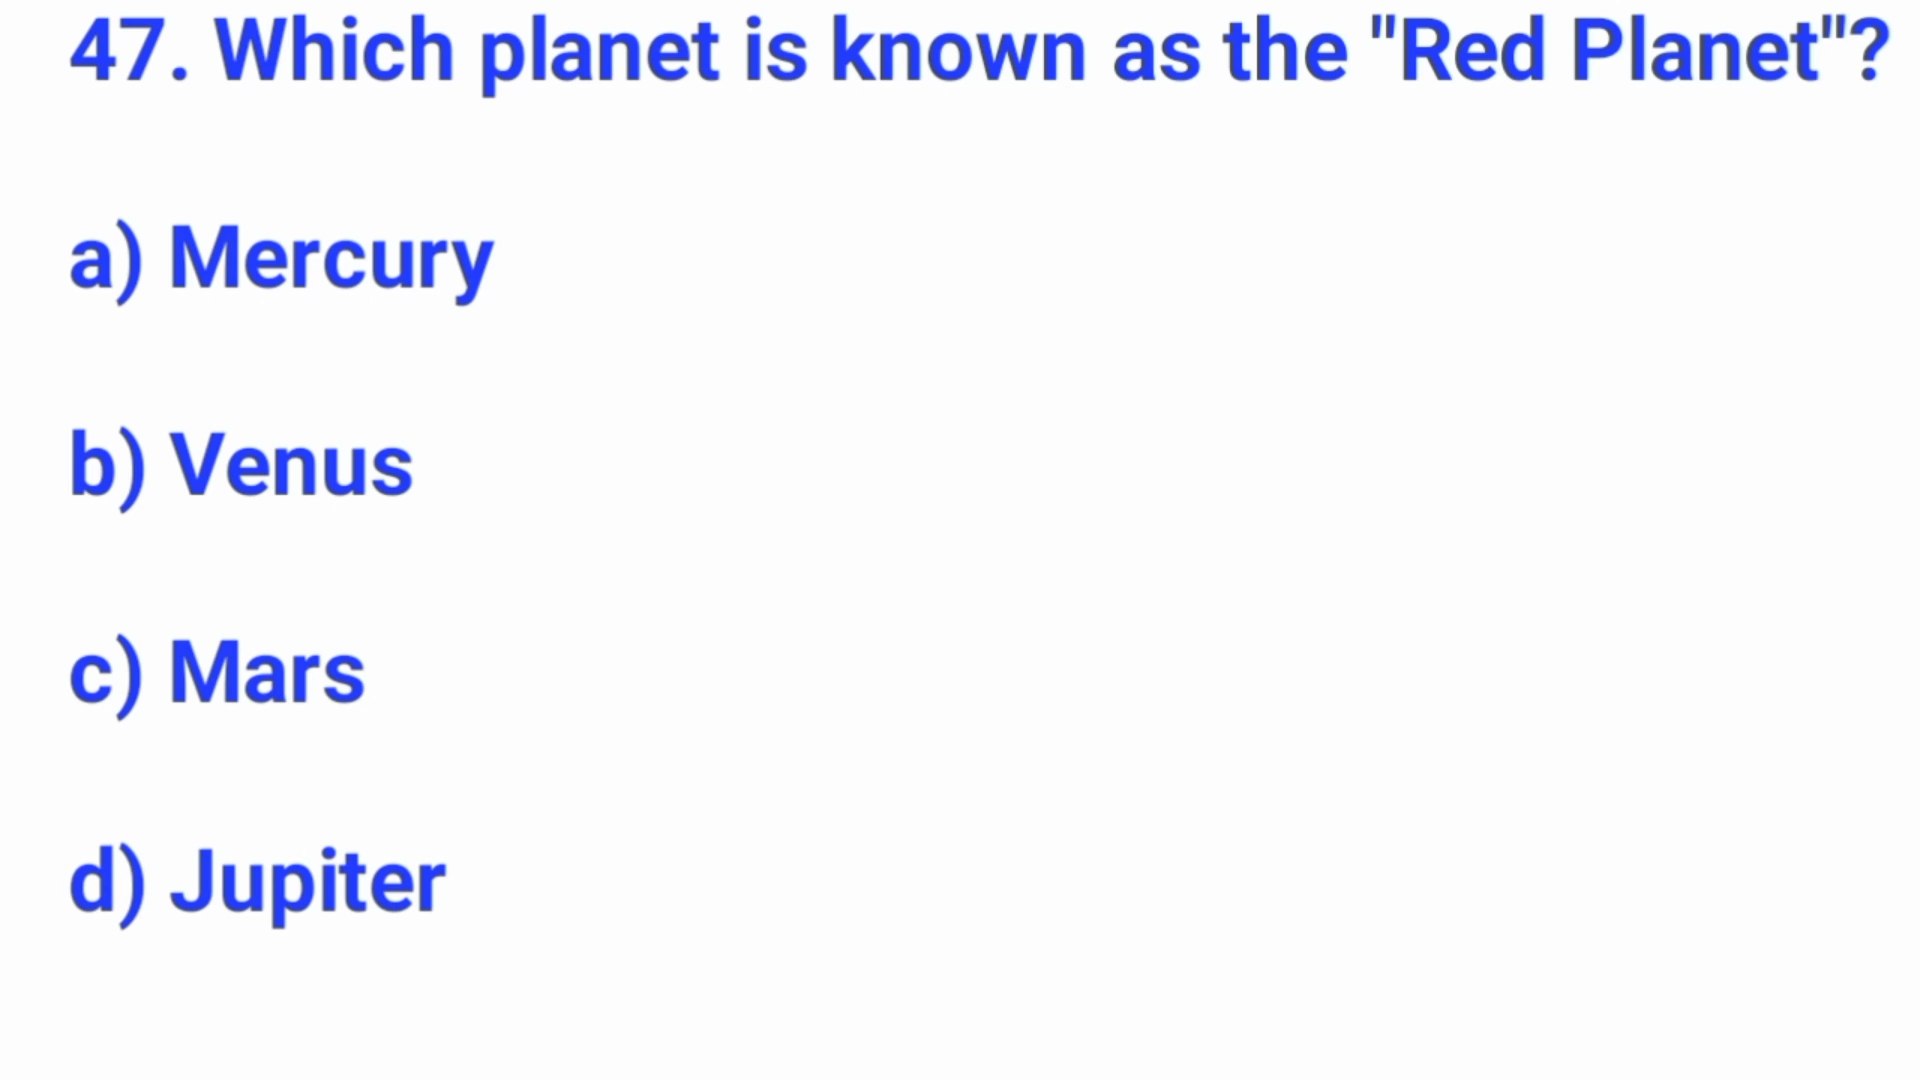 47. Which planet is known as the "Red Planet"?
a) Mercury
b) Venus
c) Mars
d) Jupiter